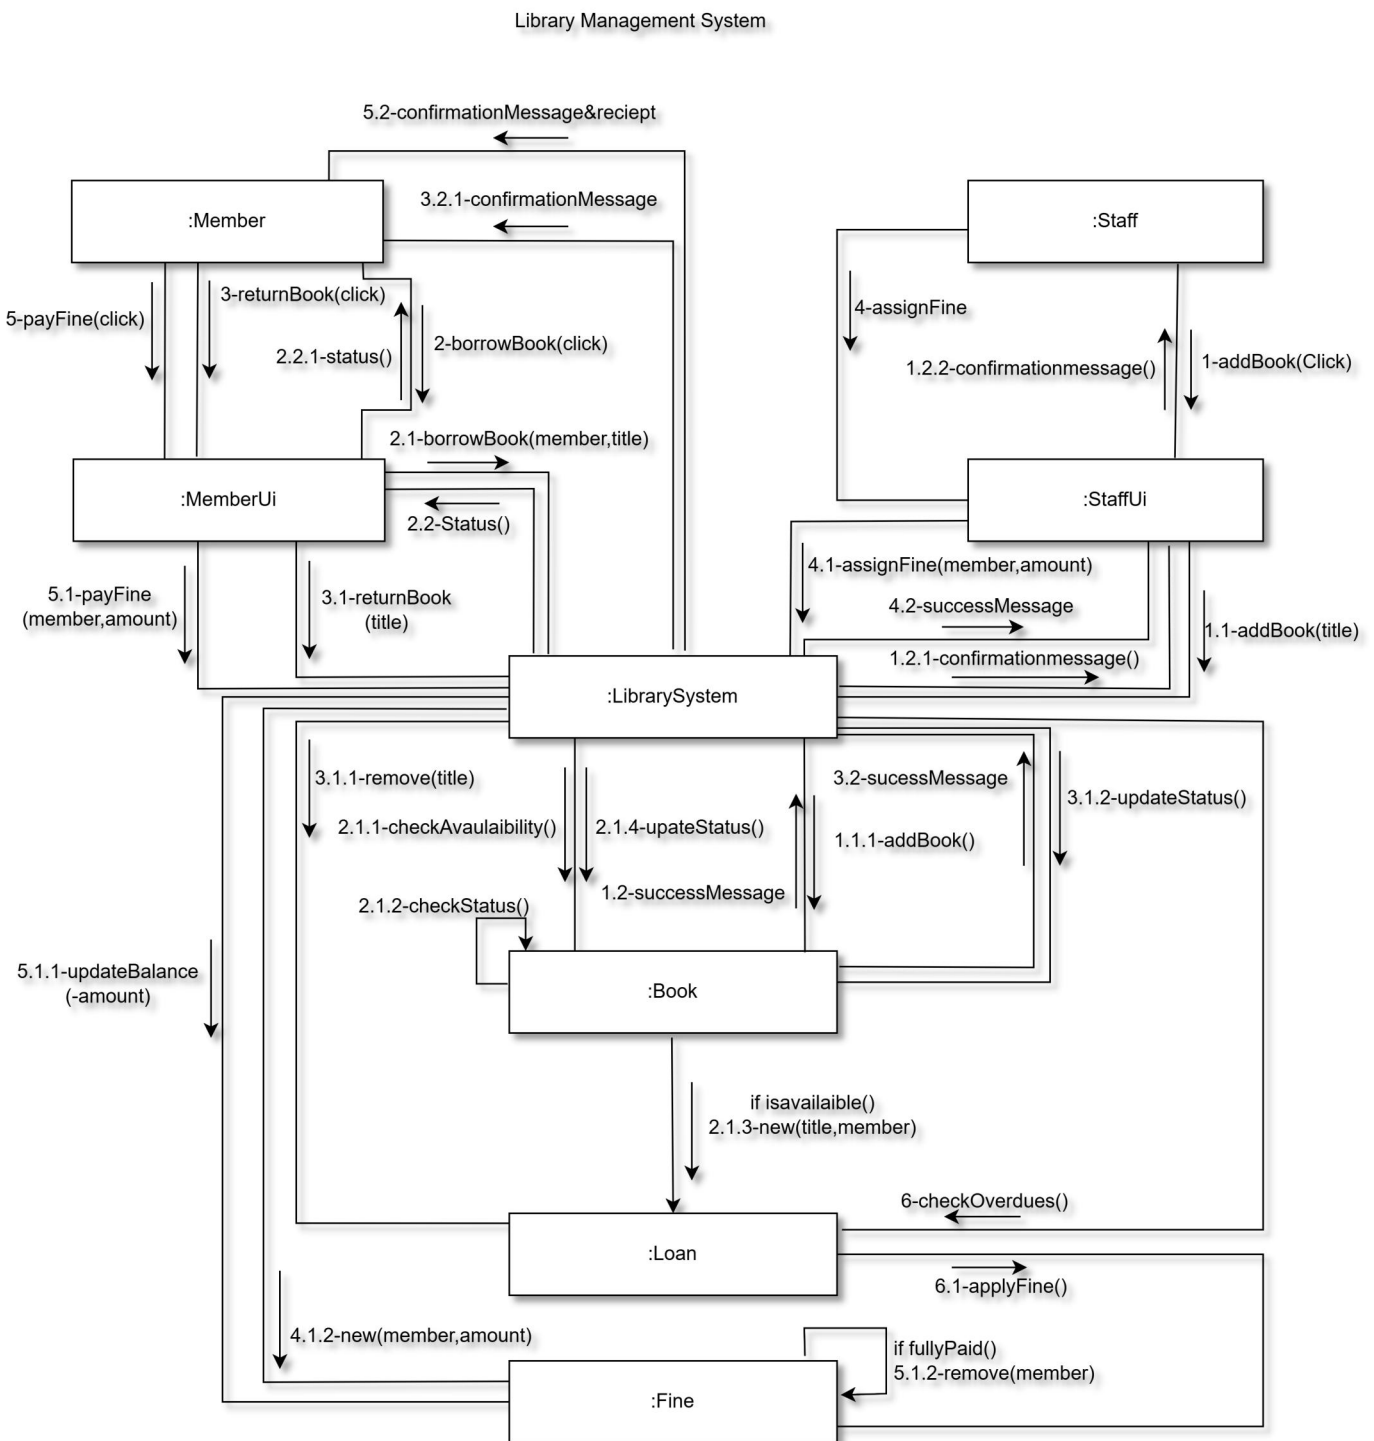 Library Management System
5.2-confirmationMessage&reciept
3.2.1-confirmationMessage
:Member
:Staff
3-returnBook(click)
5-payFine(click)
4-assignFine
2.2.1-status()
2-borrowBook(click)
1.2.2-confirmationmessage()
1-addBook(Click)
2.1-borrowBook(member,title)
:MemberUi
:StaffUi
2.2-Status()
4.1-assignFine(member,amount)
5.1-payFine
(member,amount)
3.1-returnBook
(title)
4.2-successMessage
1.1-addBook(title)
1.2.1-confirmationmessage()
:LibrarySystem
3.1.1-remove(title)
3.2-sucessMessage
3.1.2-updateStatus()
2.1.1-checkAvaulaibility()
2.1.4-upateStatus()
1.1.1-addBook()
1.2-successMessage
2.1.2-checkStatus()
5.1.1-updateBalance
(-amount)
:Book
if isavailaible()
2.1.3-new(title,member)
6-checkOverdues()
:Loan
6.1-applyFine()
4.1.2-new(member,amount)
if fullyPaid()
5.1.2-remove(member)
:Fine